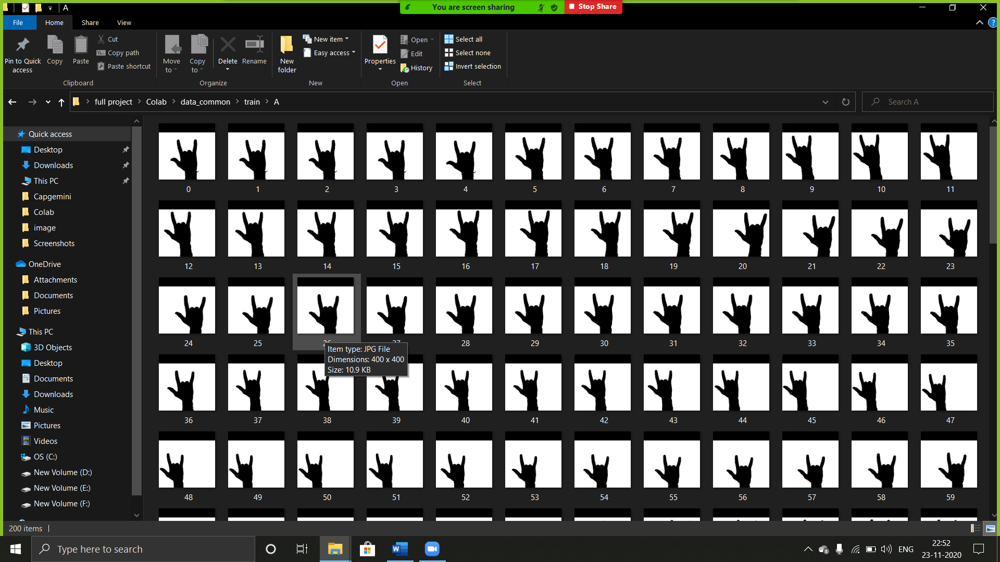 A
You are screen sharing
Stop Share
File
Home
Share
View
Pin to Quick access
Copy
Paste
Cut
Copy path
Paste shortcut
Clipboard
Move to
Copy to
Delete
Rename
Organize
New folder
New item
Easy access
New
Properties
Open
Edit
History
Open
Select all
Select none
Invert selection
Select
full project > Colab > data_common > train > A
Search A
Quick access
Desktop
Downloads
This PC
Capgemini
Colab
image
Screenshots
OneDrive
Attachments
Documents
Pictures
This PC
3D Objects
Desktop
Documents
Downloads
Music
Pictures
Videos
OS (C:)
New Volume (D:)
New Volume (E:)
New Volume (F:)
0 1 2 3 4 5 6 7 8 9 10 11
12 13 14 15 16 17 18 19 20 21 22 23
24 25 26 27 28 29 30 31 32 33 34 35
Item type: JPG File
Dimensions: 400 x 400
Size: 10.9 KB
36 37 38 39 40 41 42 43 44 45 46 47
48 49 50 51 52 53 54 55 56 57 58 59
200 items
Type here to search
ENG
22:52
23-11-2020